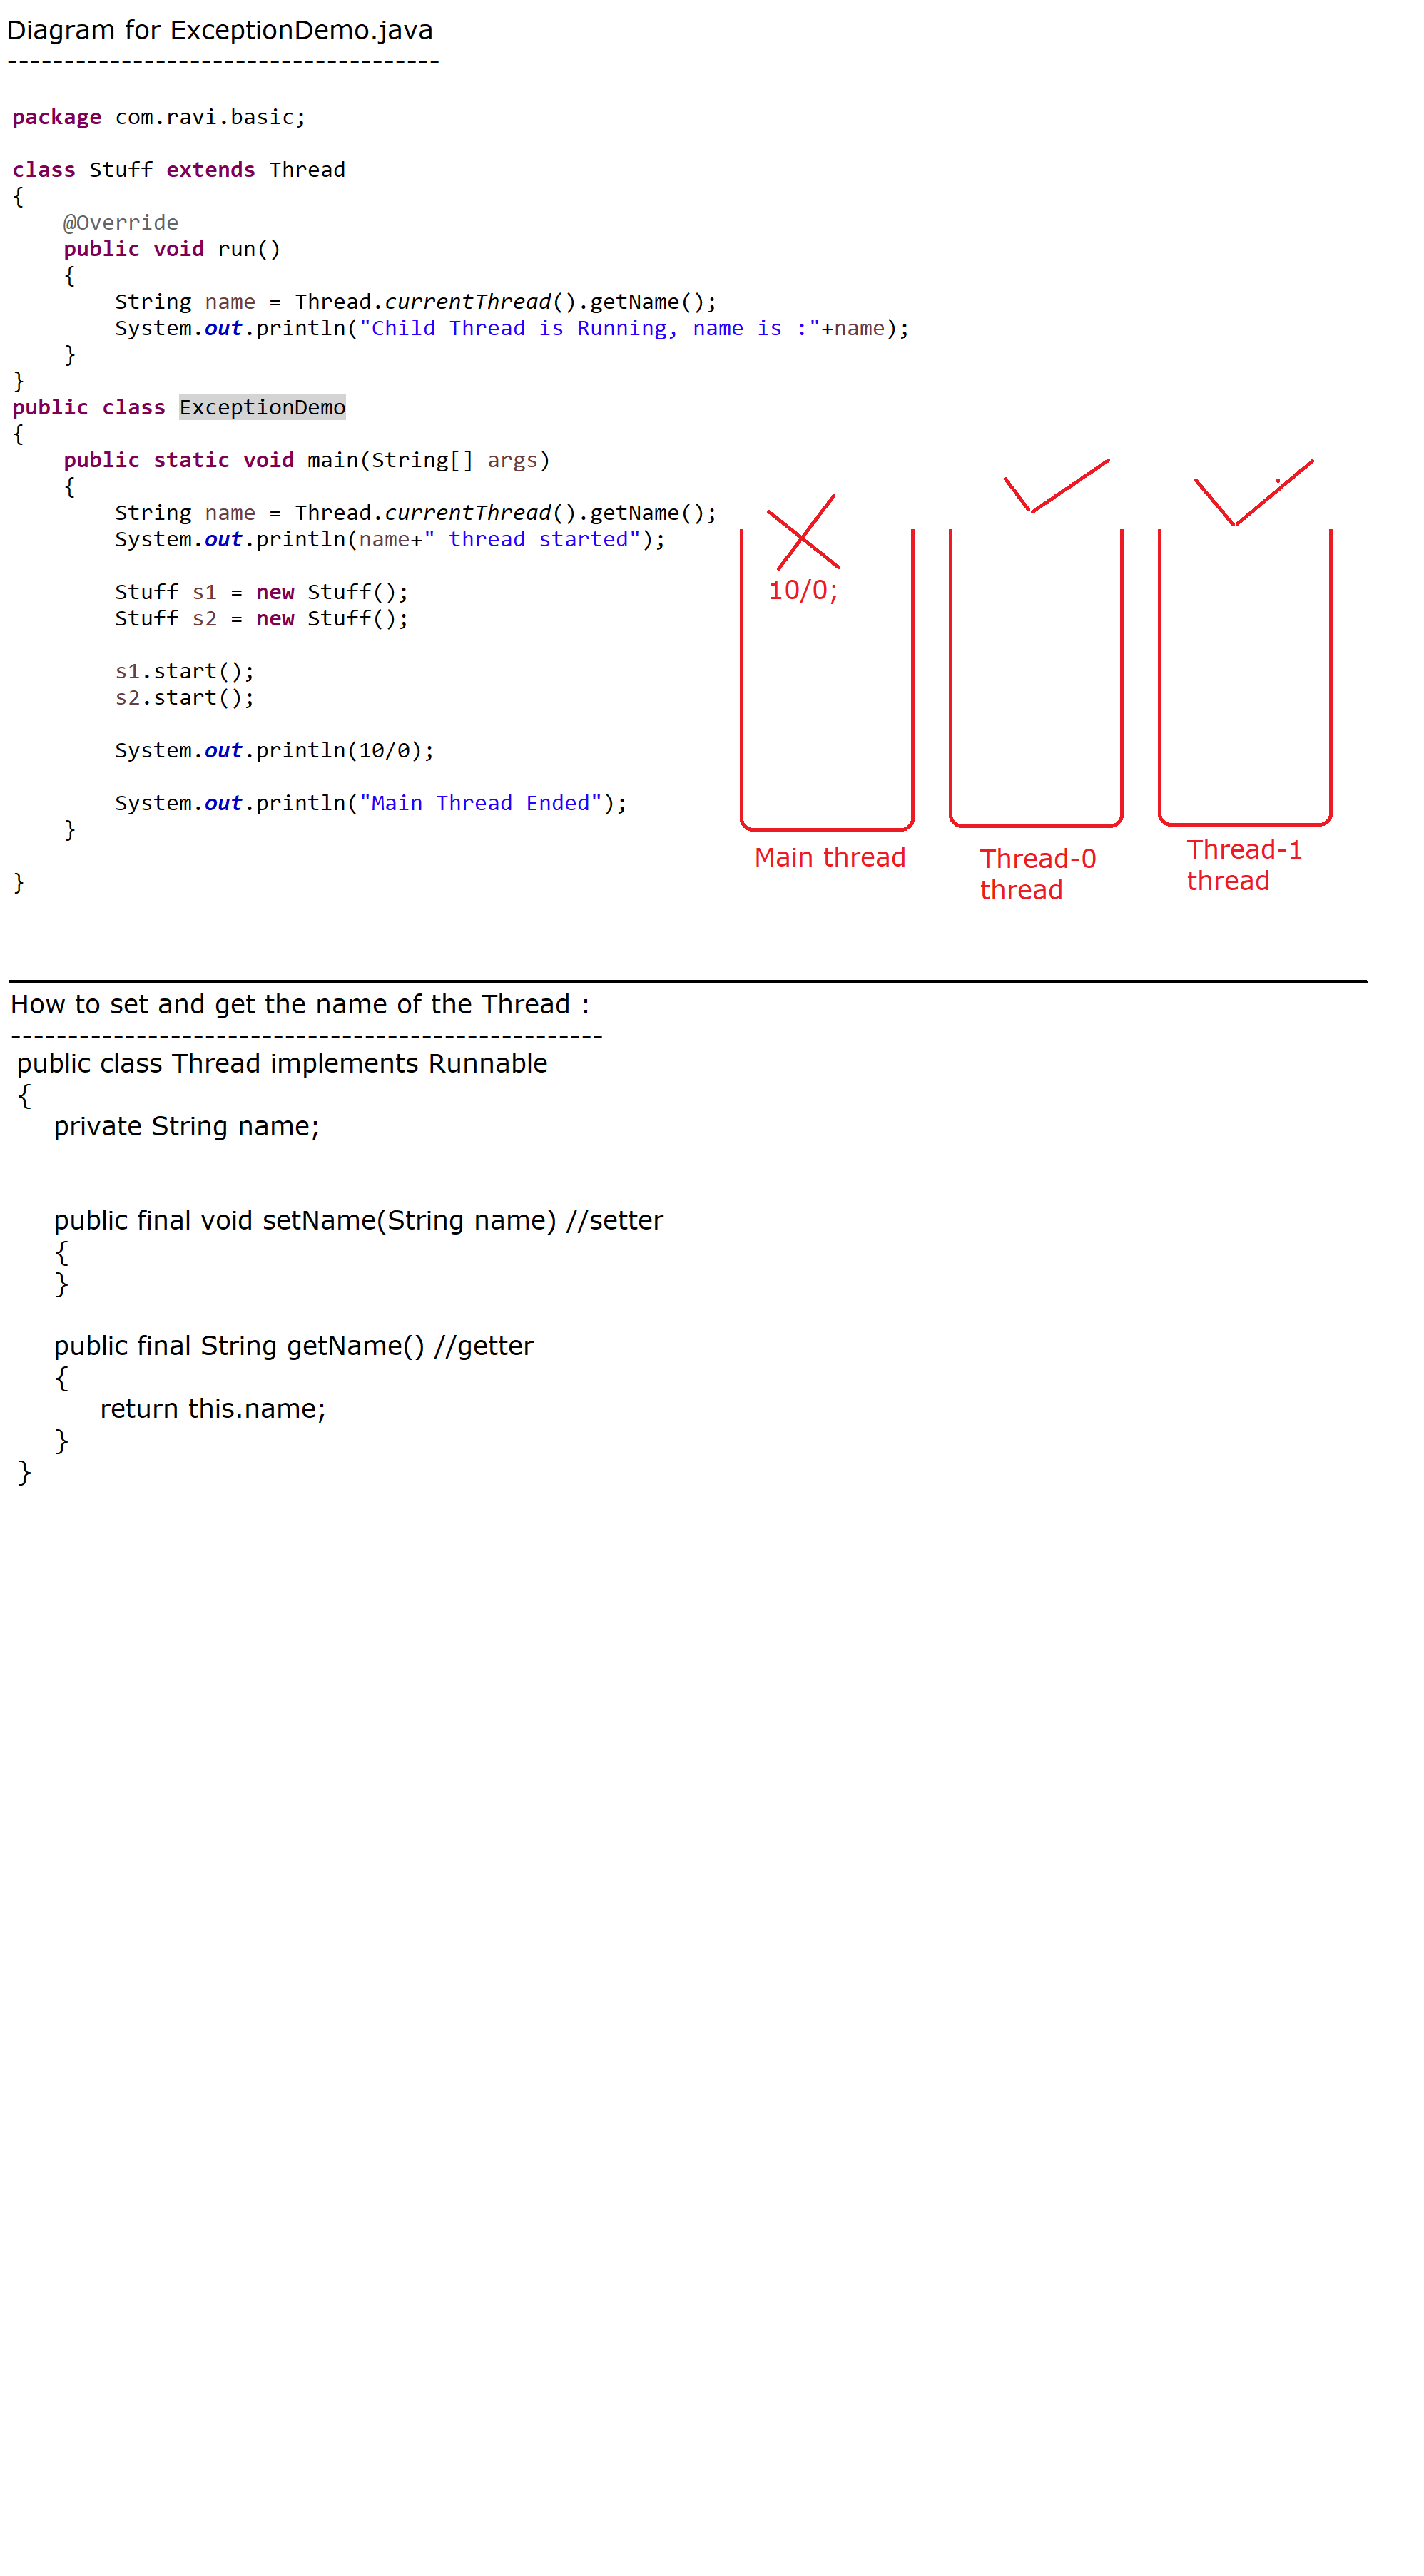 Diagram for ExceptionDemo.java
--------------------------------------
package com.ravi.basic;
class Stuff extends Thread
{
@Override
public void run()
{
String name = Thread.currentThread().getName();
System.out.println("Child Thread is Running, name is :"+name);
}
}
public class ExceptionDemo
{
public static void main(String[] args)
{
String name = Thread.currentThread().getName();
System.out.println(name+" thread started");
Stuff s1 = new Stuff();
Stuff s2 = new Stuff();
s1.start();
s2.start();
System.out.println(10/0);
System.out.println("Main Thread Ended");
}
}
10/0;
Main thread
Thread-0
thread
Thread-1
thread
How to set and get the name of the Thread :
----------------------------------------------------
public class Thread implements Runnable
{
private String name;
public final void setName(String name) //setter
{
}
public final String getName() //getter
{
return this.name;
}
}